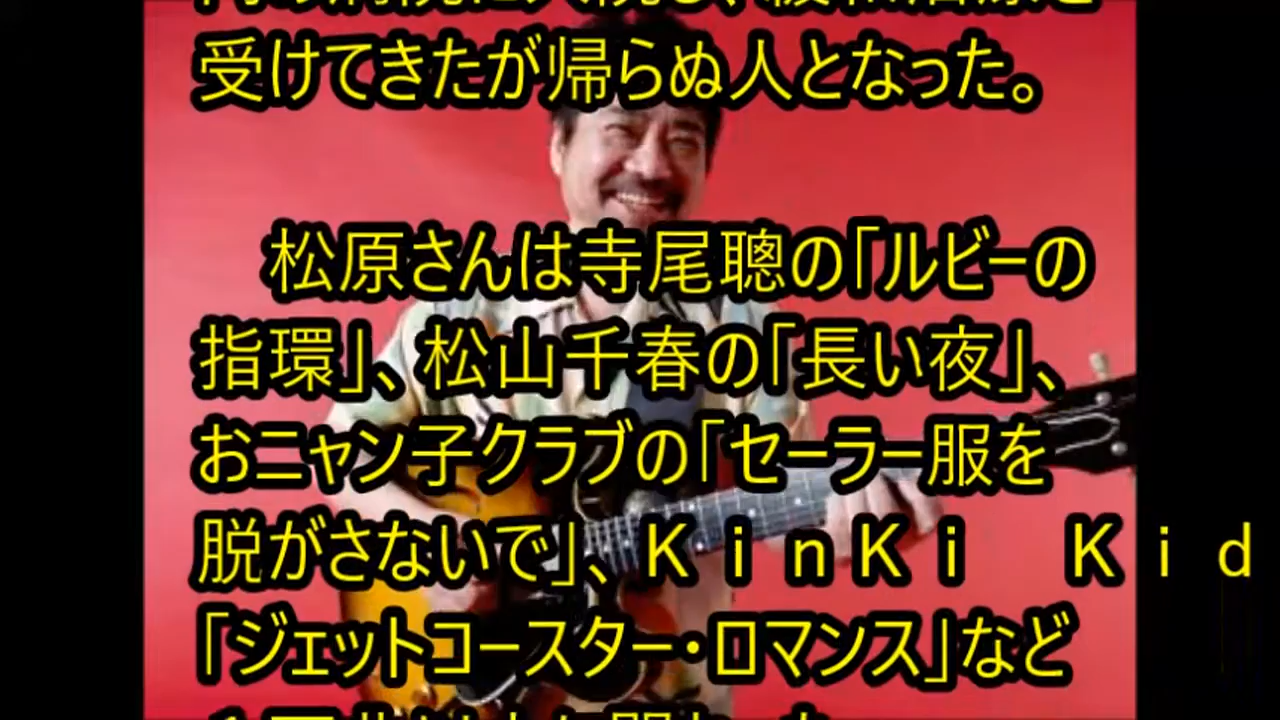 受けてきたが帰らぬ人となった。
松原さんは寺尾聰の「ルビーの
指環」、松山千春の「長い夜」、
おニャン子クラブの「セーラー服を
脱がさないで」、ＫｉｎＫｉ　Ｋｉｄ
「ジェットコースター・ロマンス」など